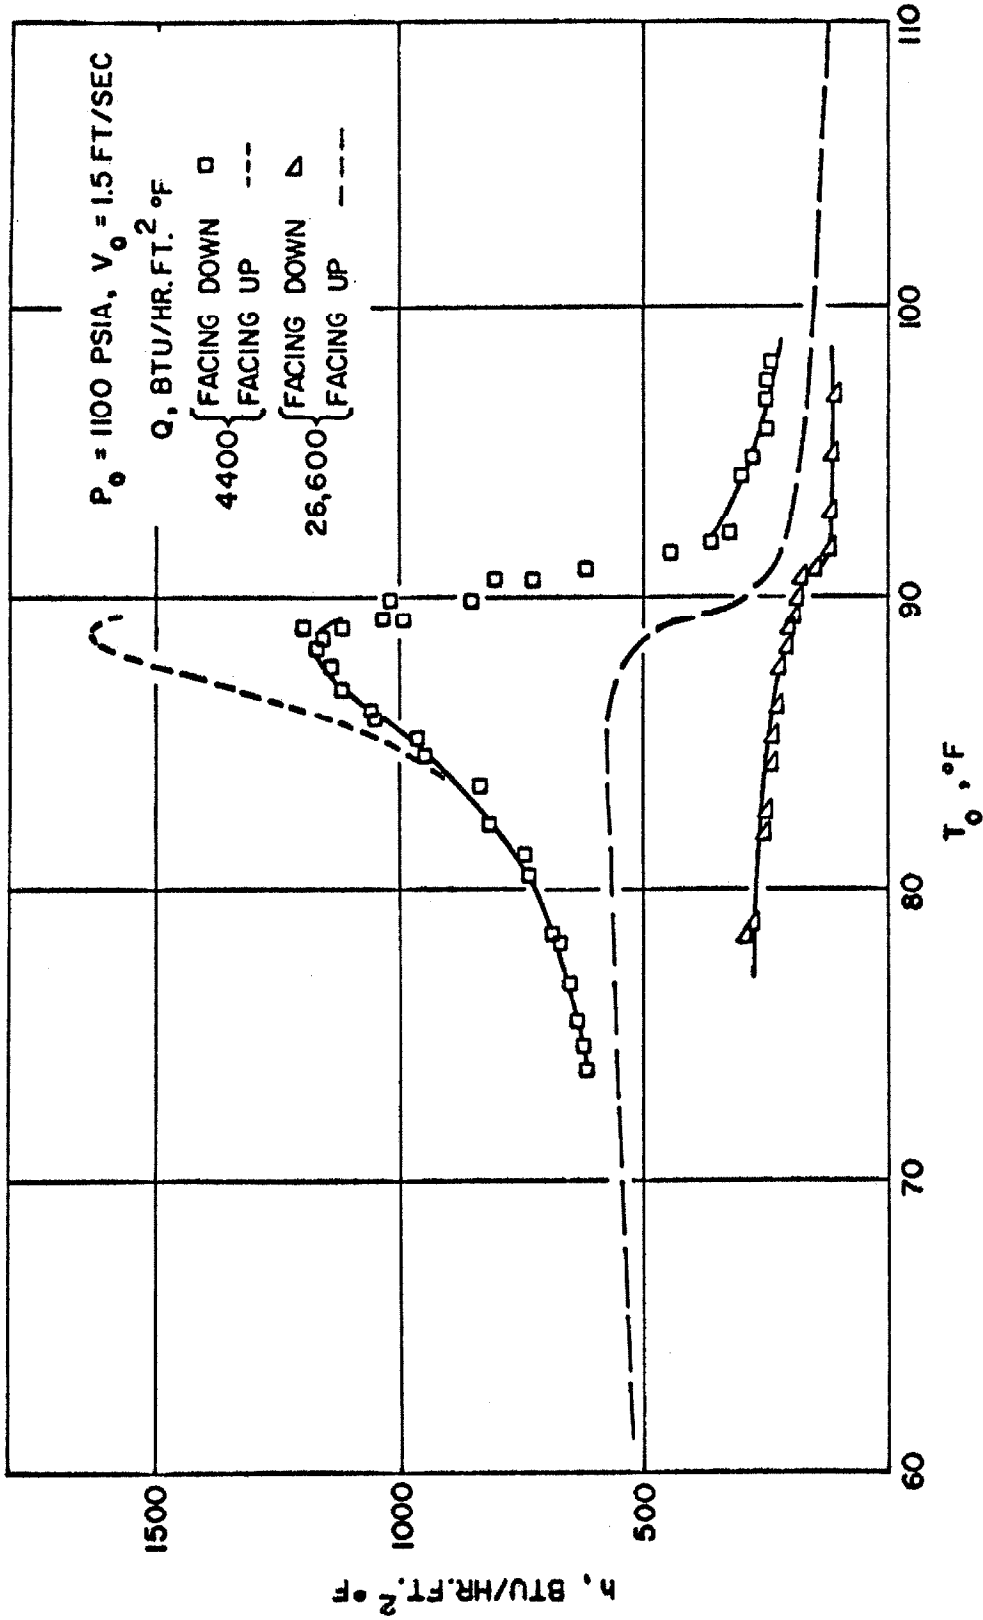 P₀ = 1100 PSIA, V₀ = 1.5 FT/SEC
Q, BTU/HR.FT.² °F
4400 { FACING DOWN □
FACING UP ---
26,600 { FACING DOWN △
FACING UP — — —
h, BTU/HR.FT.² °F
1500
1000
500
60 70 80 90 100 110
T₀, °F